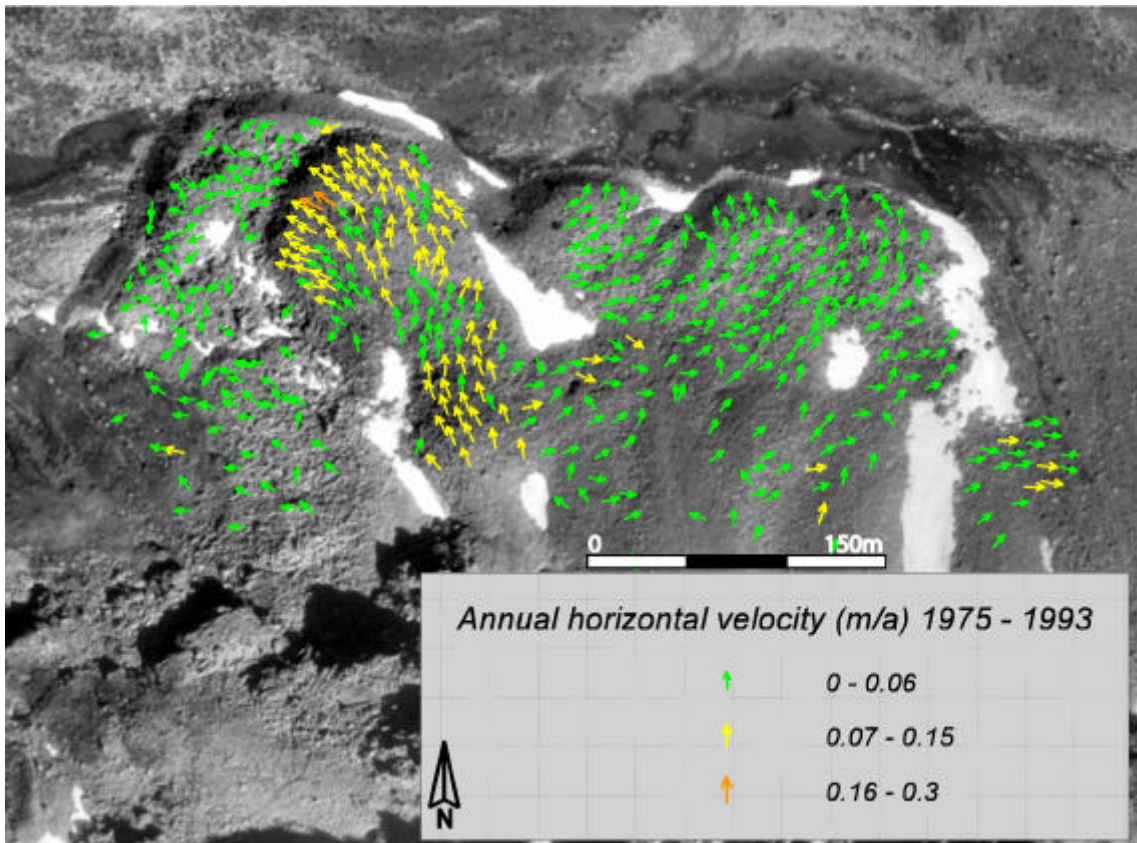 0 150m
Annual horizontal velocity (m/a) 1975 - 1993
0 - 0.06
0.07 - 0.15
0.16 - 0.3
N